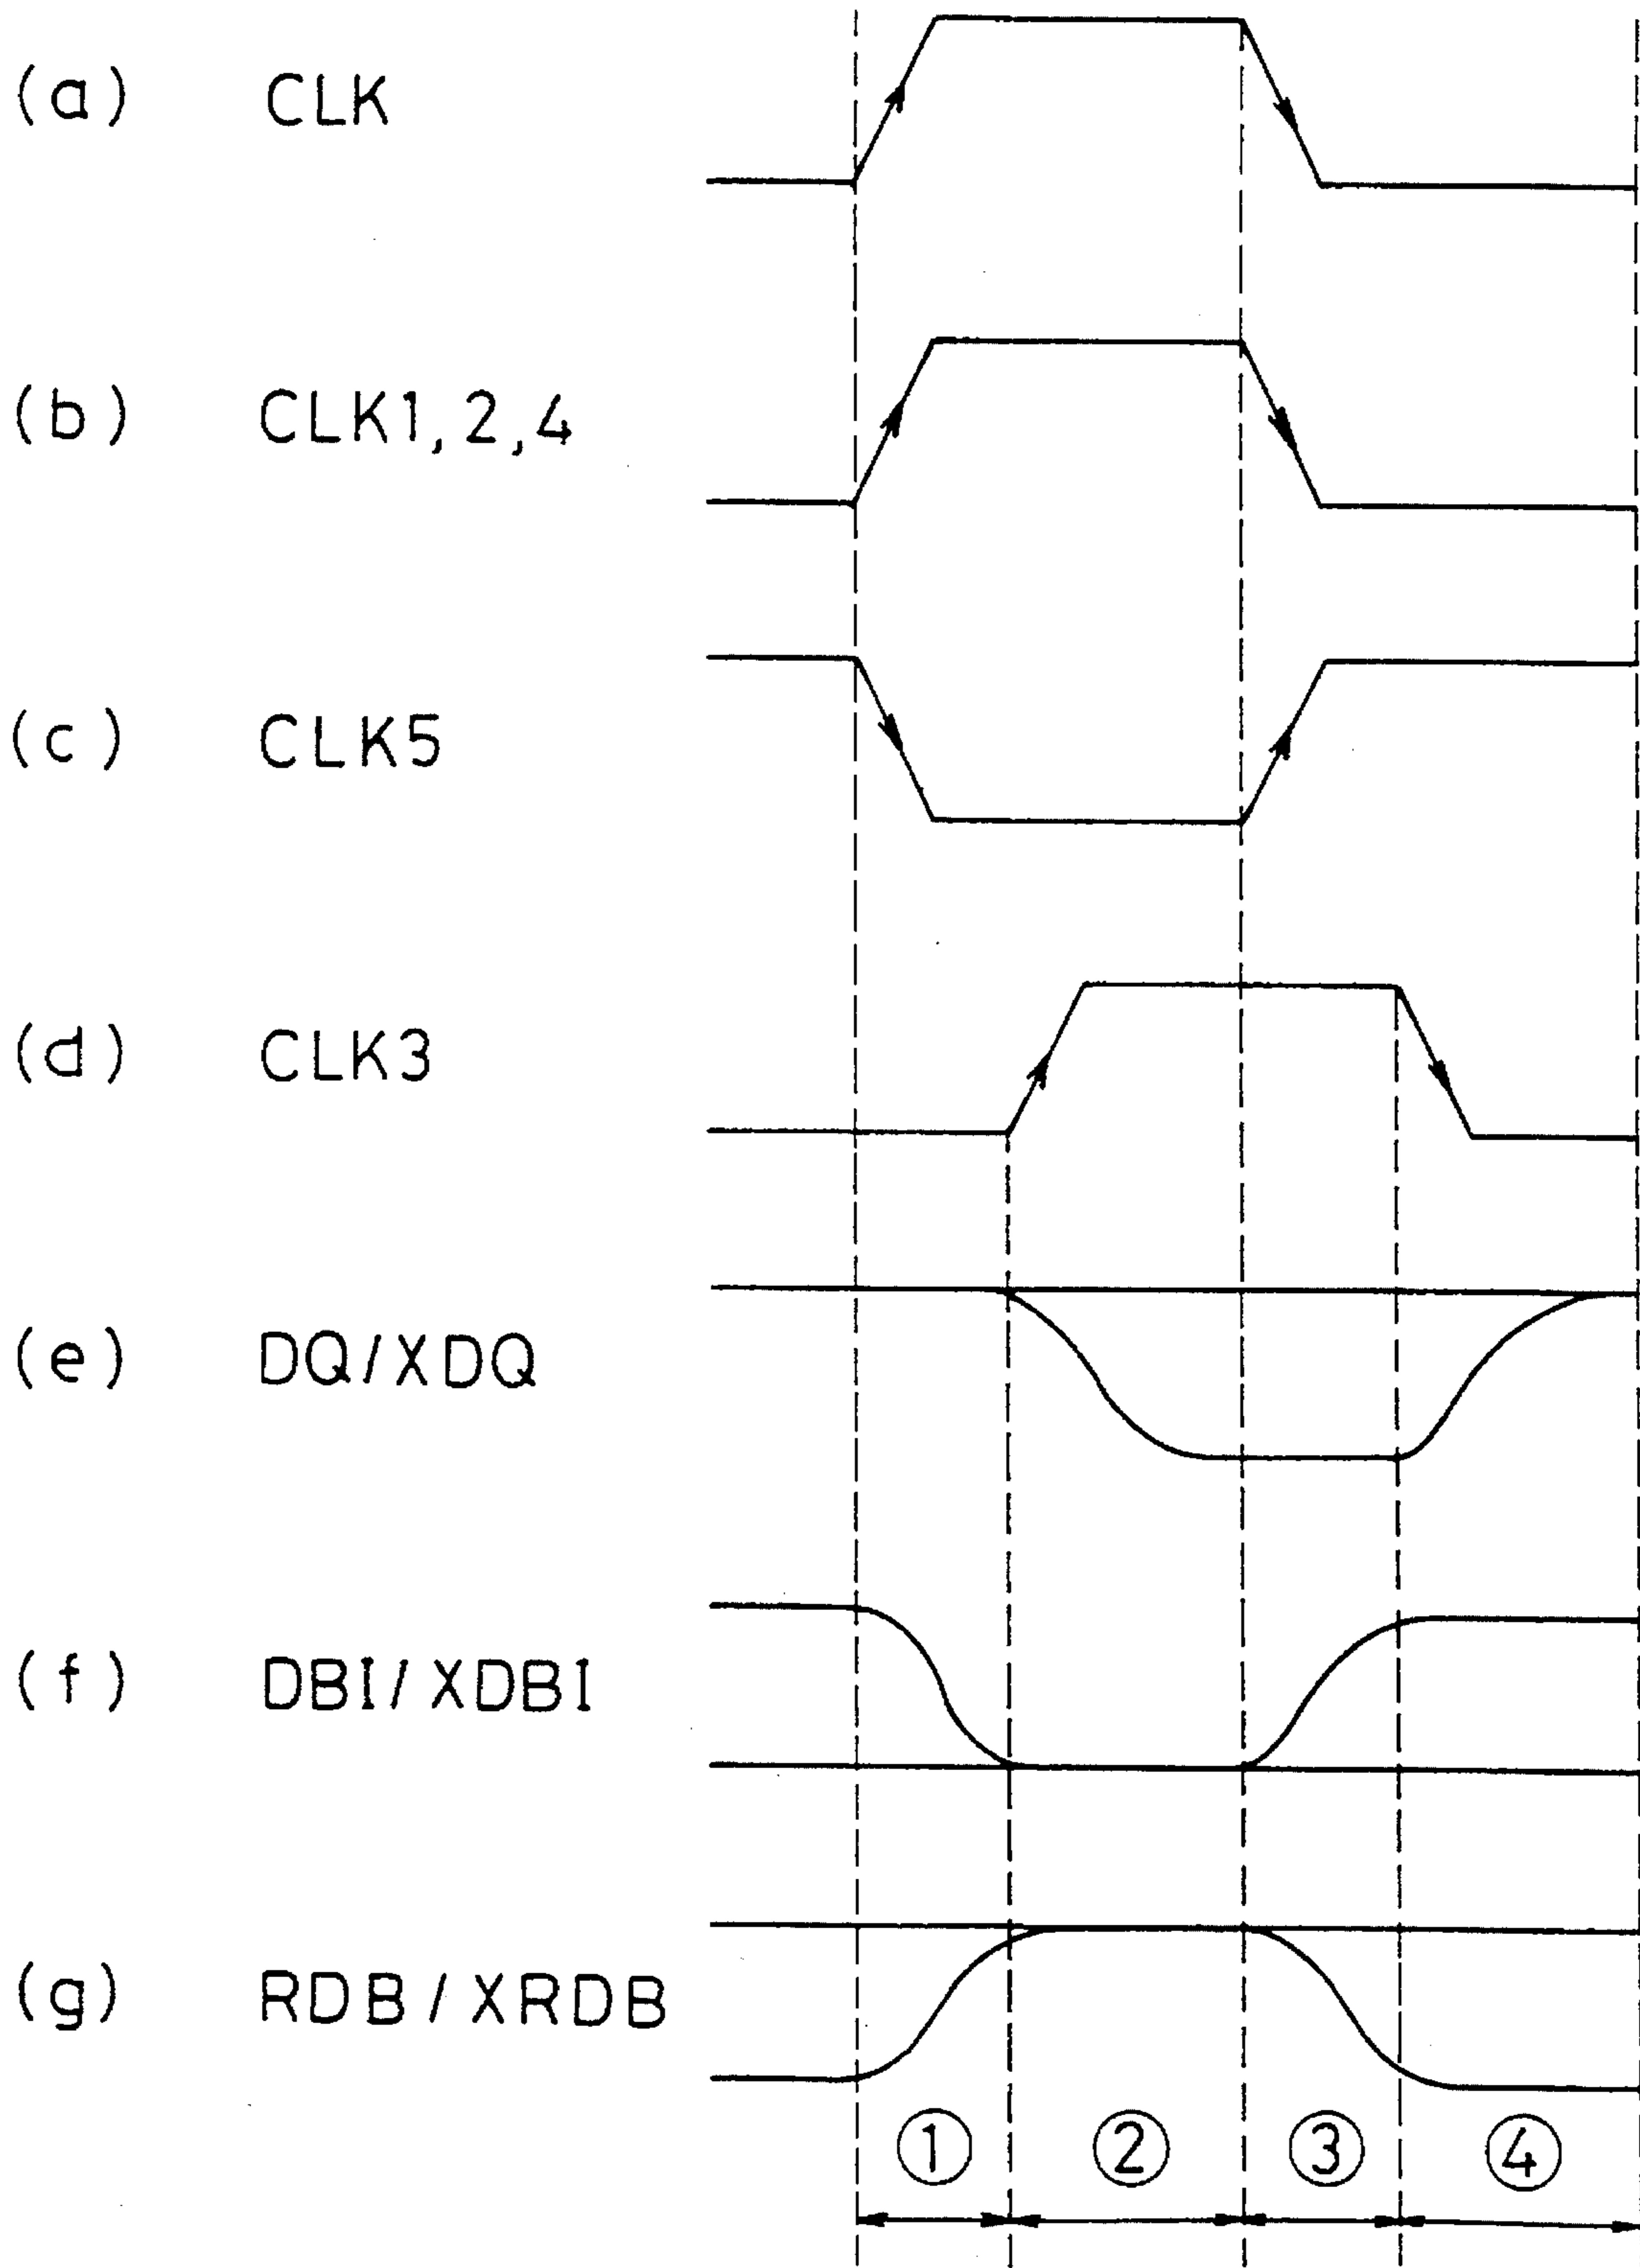 (a) CLK
(b) CLK1,2,4
(c) CLK5
(d) CLK3
(e) DQ/XDQ
(f) DBI/XDBI
(g) RDB/XRDB
① ② ③ ④